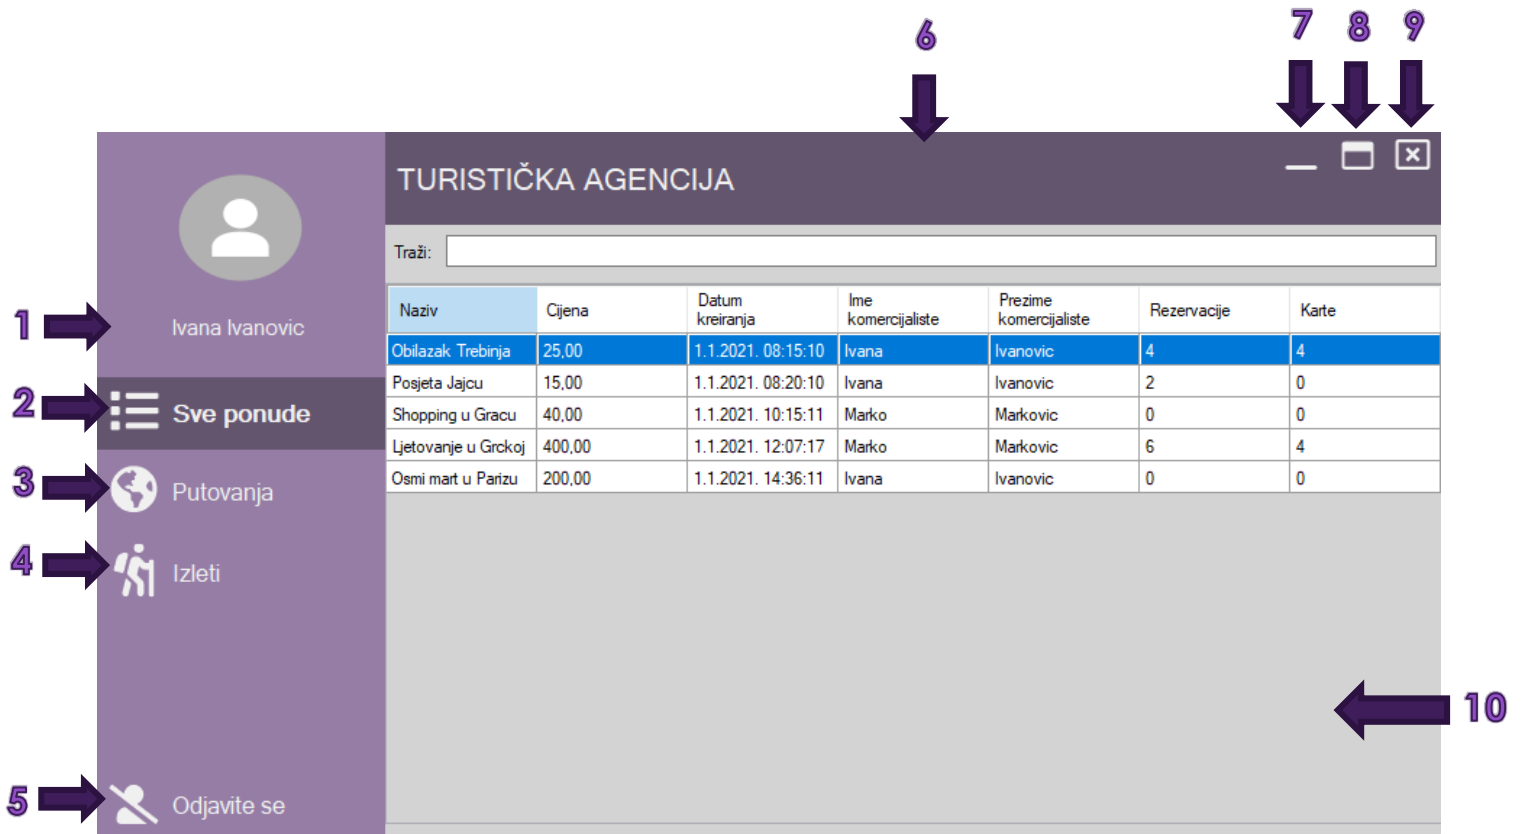 6
7 8 9
TURISTIČKA AGENCIJA
Traži:
1
Ivana Ivanovic
2
Sve ponude
3
Putovanja
4
Izleti
5
Odjavite se
Naziv Cijena Datum kreiranja Ime komercijaliste Prezime komercijaliste Rezervacije Karte
Obilazak Trebinja 25,00 1.1.2021. 08:15:10 Ivana Ivanovic 4 4
Posjeta Jajcu 15,00 1.1.2021. 08:20:10 Ivana Ivanovic 2 0
Shopping u Gracu 40,00 1.1.2021. 10:15:11 Marko Markovic 0 0
Ljetovanje u Grckoj 400,00 1.1.2021. 12:07:17 Marko Markovic 6 4
Osmi mart u Parizu 200,00 1.1.2021. 14:36:11 Ivana Ivanovic 0 0
10